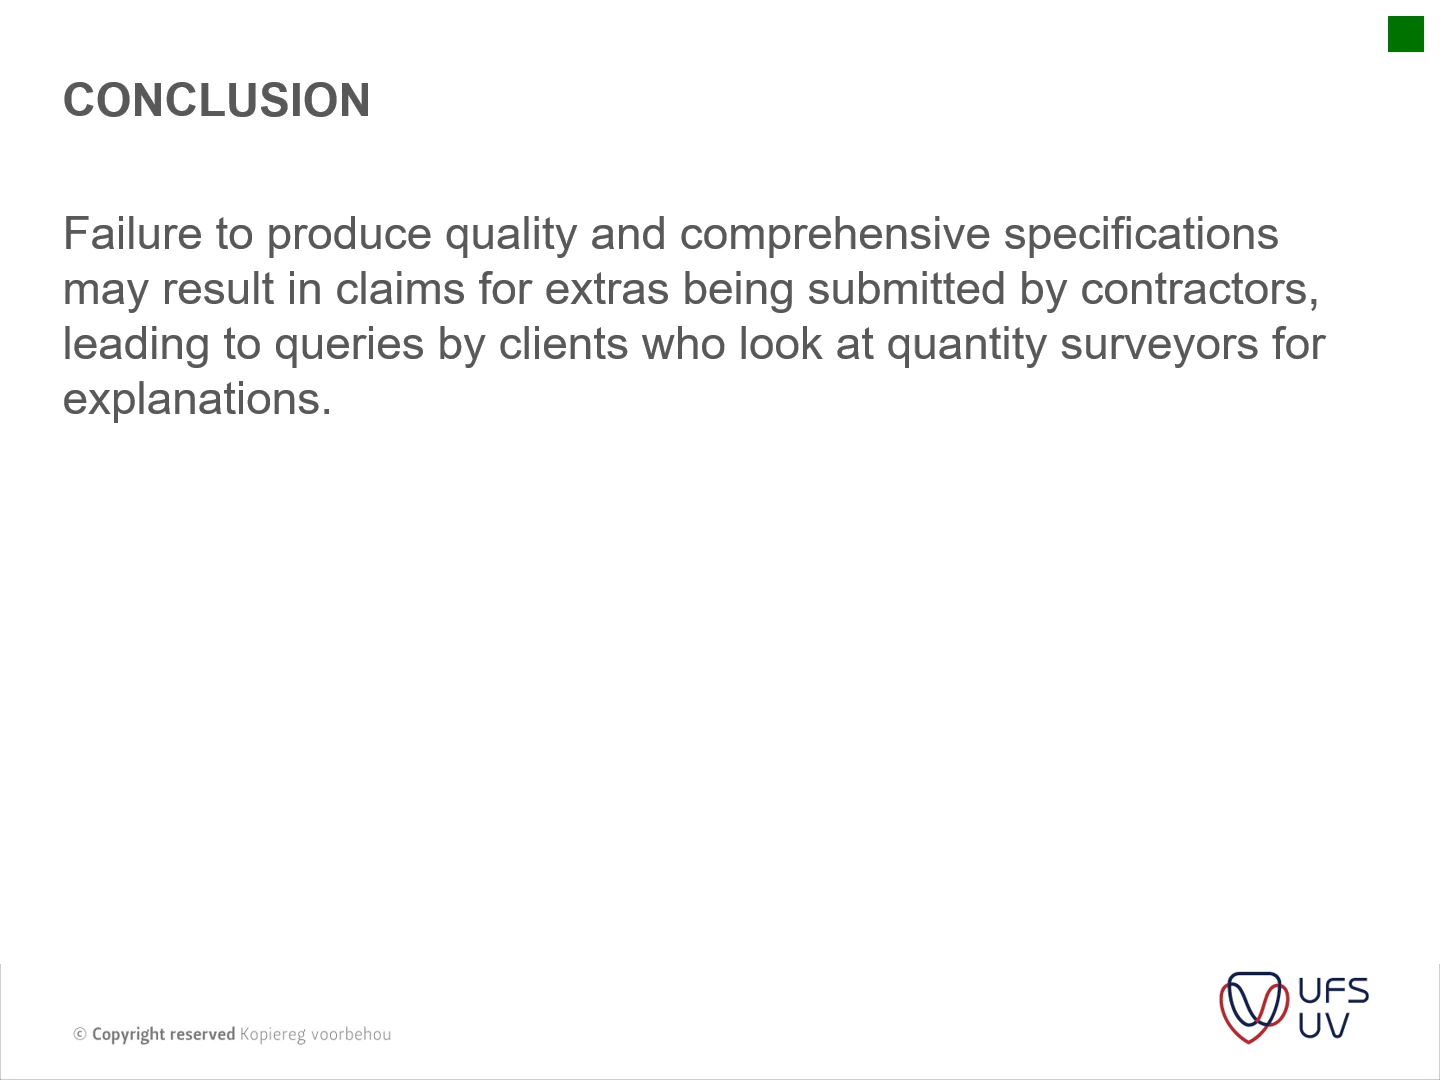 CONCLUSION
Failure to produce quality and comprehensive specifications
may result in claims for extras being submitted by contractors,
leading to queries by clients who look at quantity surveyors for
explanations.
© Copyright reserved Kopiereg voorbehou
UFS
UV